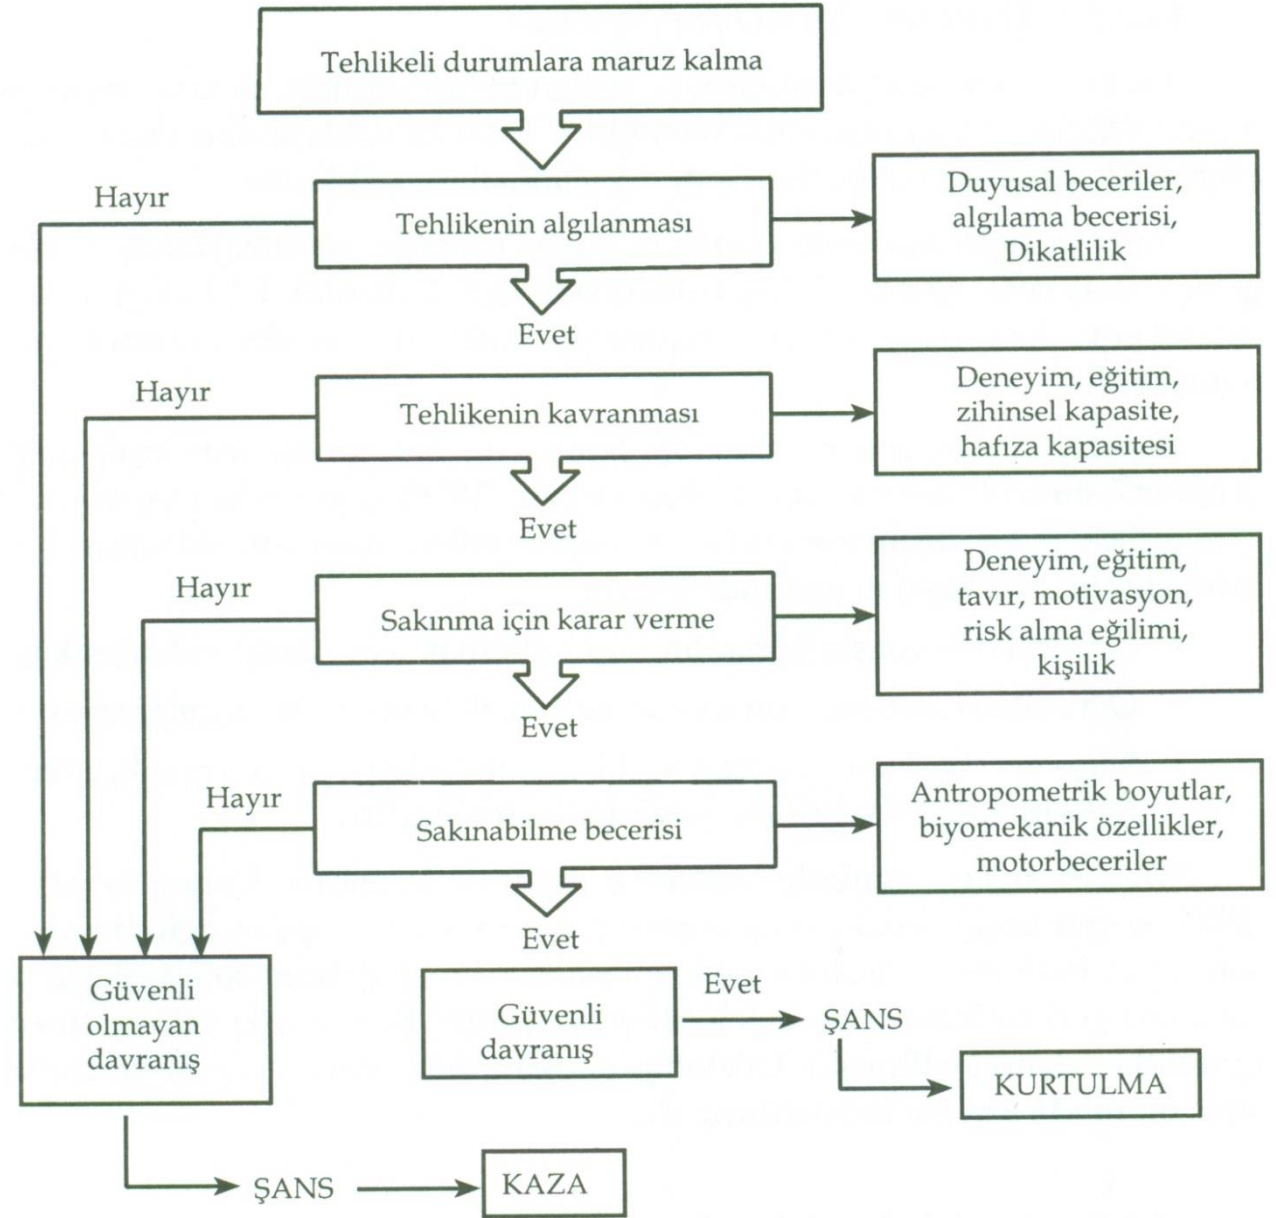 Tehlikeli durumlara maruz kalma
Hayır
Tehlikenin algılanması
Duyusal beceriler,
algılama becerisi,
Dikatlilik
Evet
Hayır
Tehlikenin kavranması
Deneyim, eğitim,
zihinsel kapasite,
hafıza kapasitesi
Evet
Hayır
Sakınma için karar verme
Deneyim, eğitim,
tavır, motivasyon,
risk alma eğilimi,
kişilik
Evet
Hayır
Sakınabilme becerisi
Antropometrik boyutlar,
biyomekanik özellikler,
motorbeceriler
Evet
Güvenli
olmayan
davranış
Güvenli
davranış
Evet
ŞANS
KURTULMA
ŞANS
KAZA